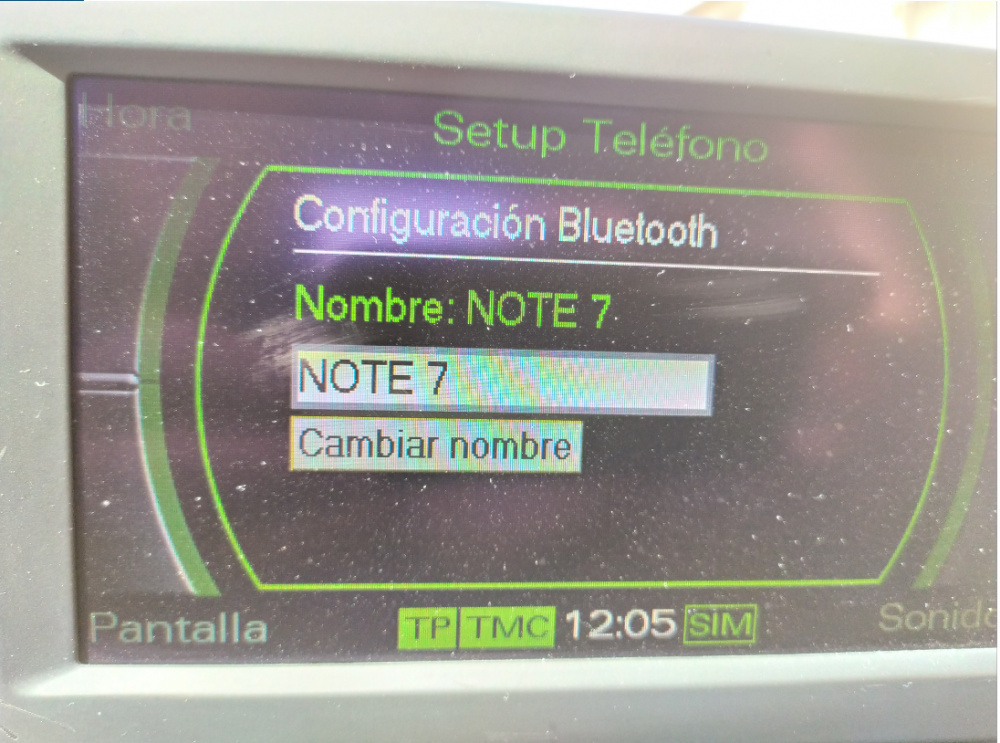 Hora
Setup Teléfono
Configuración Bluetooth
Nombre: NOTE 7
NOTE 7
Cambiar nombre
Pantalla
TP TMC 12:05 SIM
Sonido